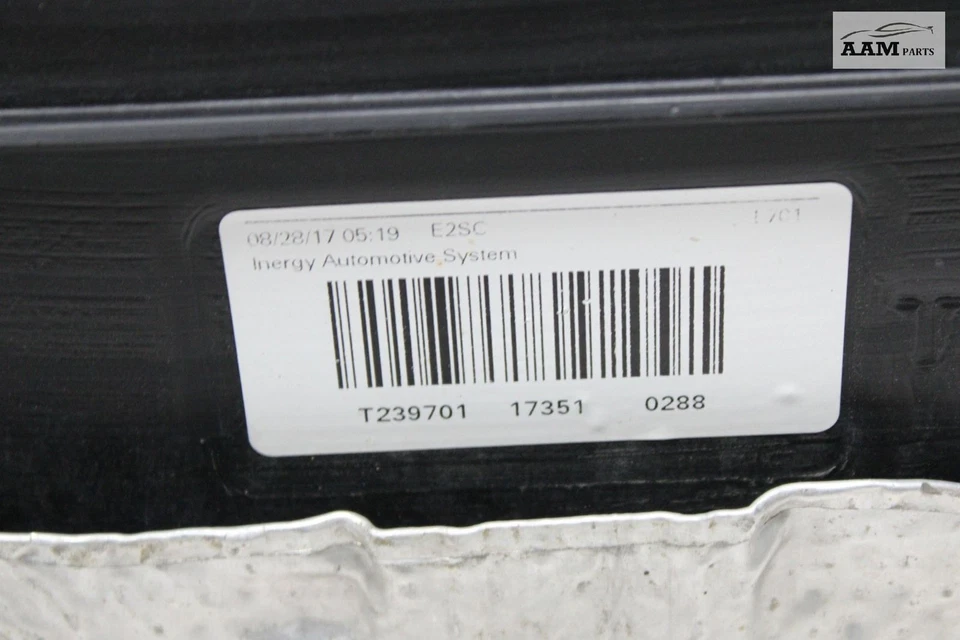 AAM PARTS
08/28/17 05:19 E2SC
Inergy Automotive System
T239701 17351 0288